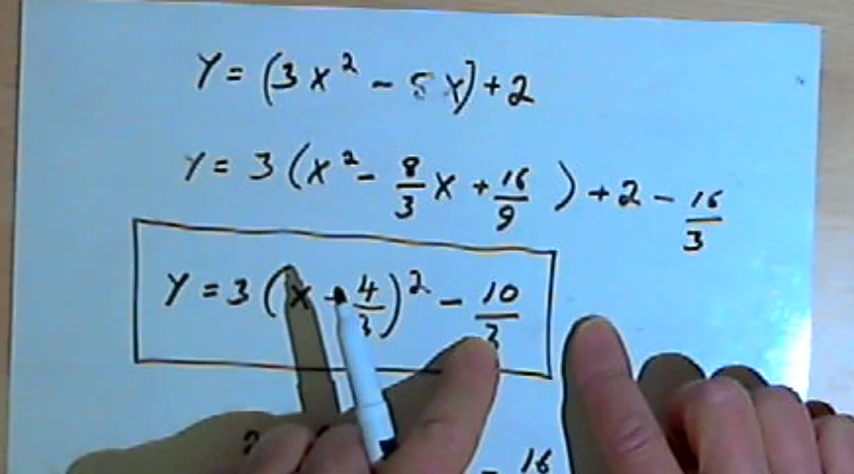 Y = (3x² - 8x) + 2
Y = 3(x² - 8/3 x + 16/9 ) + 2 - 16/3
Y = 3(x - 4/3)² - 10/3
- 16